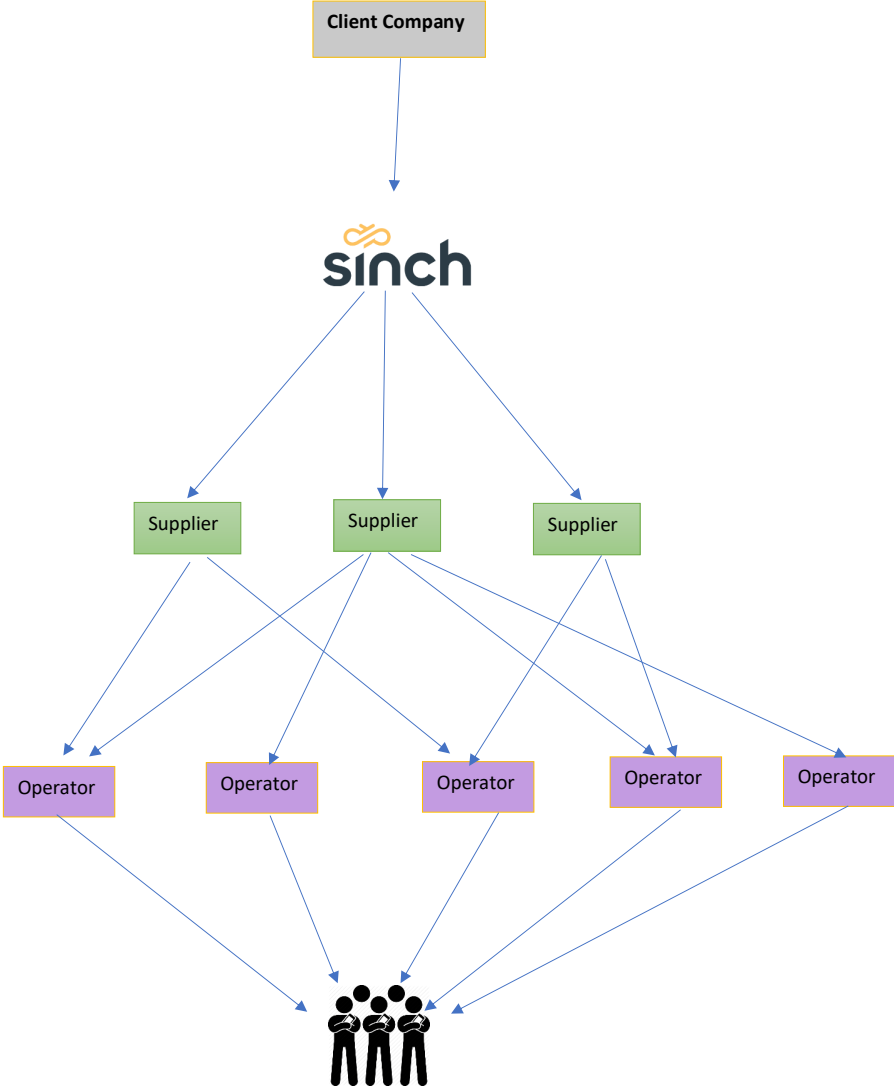 Client Company
sinch
Supplier
Supplier
Supplier
Operator
Operator
Operator
Operator
Operator